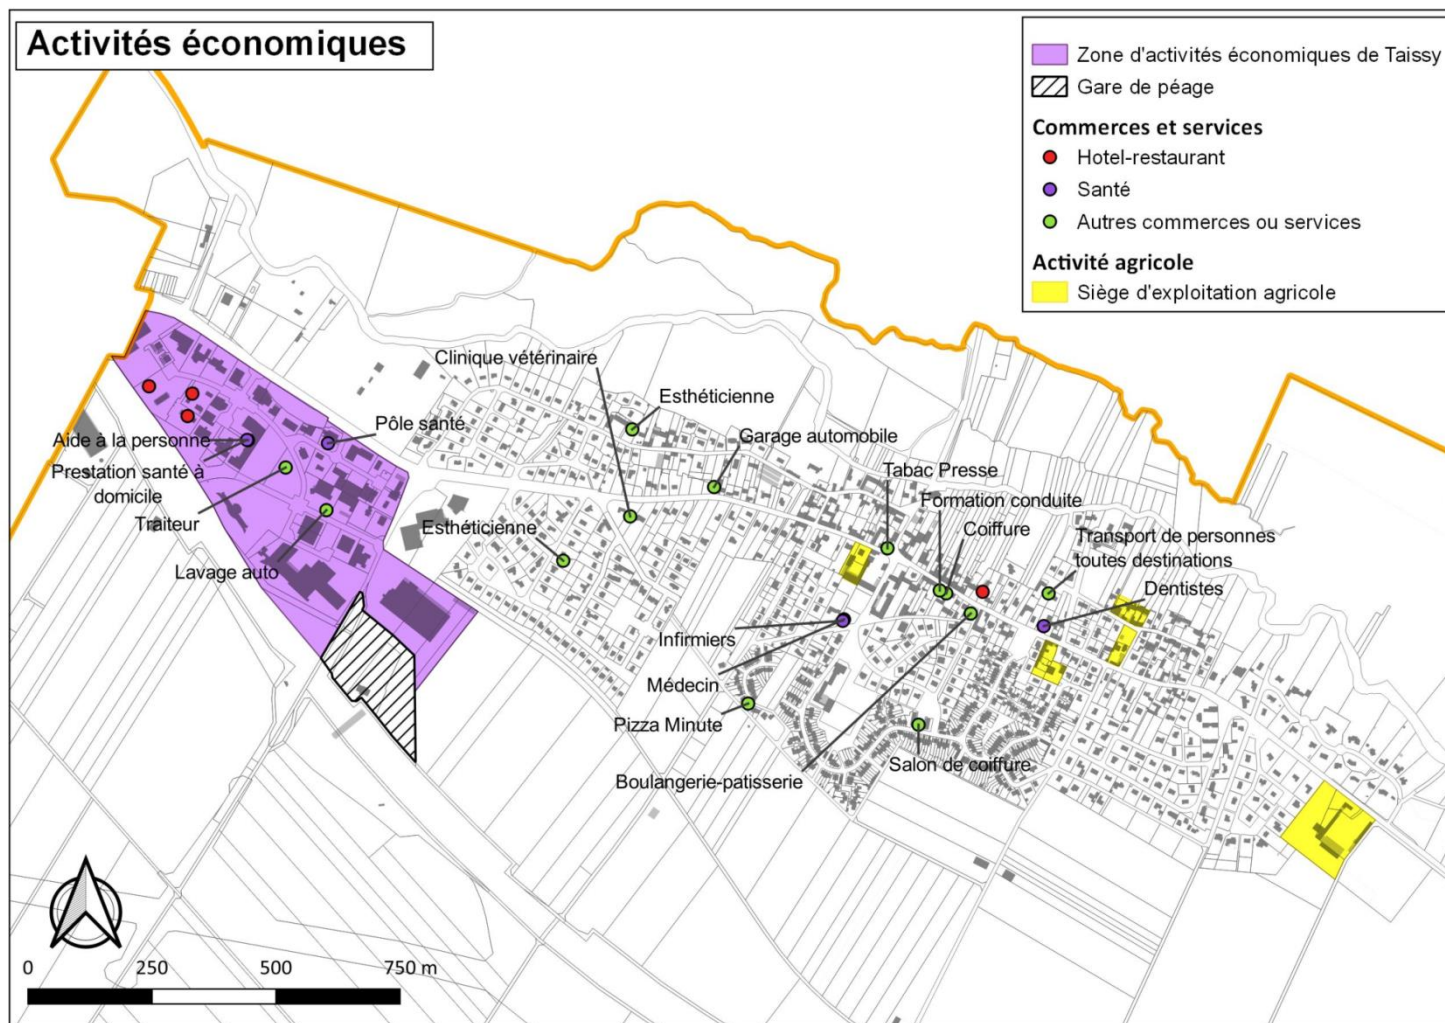 Activités économiques
Zone d'activités économiques de Taissy
Gare de péage
Commerces et services
Hotel-restaurant
Santé
Autres commerces ou services
Activité agricole
Siège d'exploitation agricole
Clinique vétérinaire
Esthéticienne
Pôle santé
Garage automobile
Aide à la personne
Prestation santé à
domicile
Traiteur
Tabac Presse
Formation conduite
Coiffure
Esthéticienne
Transport de personnes
toutes destinations
Lavage auto
Dentistes
Infirmiers
Médecin
Pizza Minute
Salon de coiffure
Boulangerie-patisserie
0 250 500 750 m